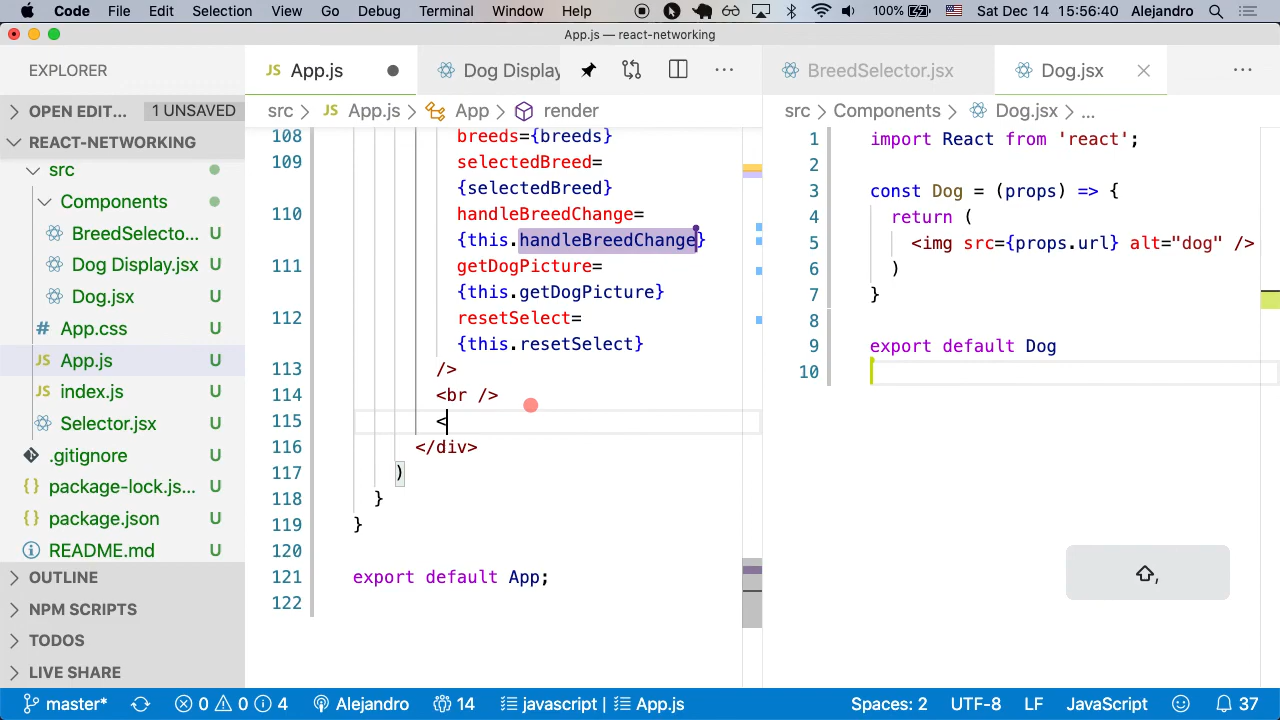 Code File Edit Selection View Go Debug Terminal Window Help 100% Sat Dec 14 15:56:40 Alejandro
App.js — react-networking
EXPLORER
OPEN EDIT... 1 UNSAVED
REACT-NETWORKING
src
Components
BreedSelecto... U
Dog Display.jsx U
Dog.jsx U
App.css U
App.js U
index.js U
Selector.jsx U
.gitignore U
package-lock.js... U
package.json U
README.md U
OUTLINE
NPM SCRIPTS
TODOS
LIVE SHARE
JS App.js Dog Display
src > JS App.js > App > render
108 breeds={breeds}
109 selectedBreed=
{selectedBreed}
110 handleBreedChange=
{this.handleBreedChange}
111 getDogPicture=
{this.getDogPicture}
112 resetSelect=
{this.resetSelect}
113 />
114 <br />
115 <
116 </div>
117 )
118 }
119 }
120
121 export default App;
122
BreedSelector.jsx Dog.jsx
src > Components > Dog.jsx > ...
1 import React from 'react';
2
3 const Dog = (props) => {
4 return (
5 <img src={props.url} alt="dog" />
6 )
7 }
8
9 export default Dog
10
⇧,
master* 0 0 4 Alejandro 14 javascript | App.js Spaces: 2 UTF-8 LF JavaScript 37